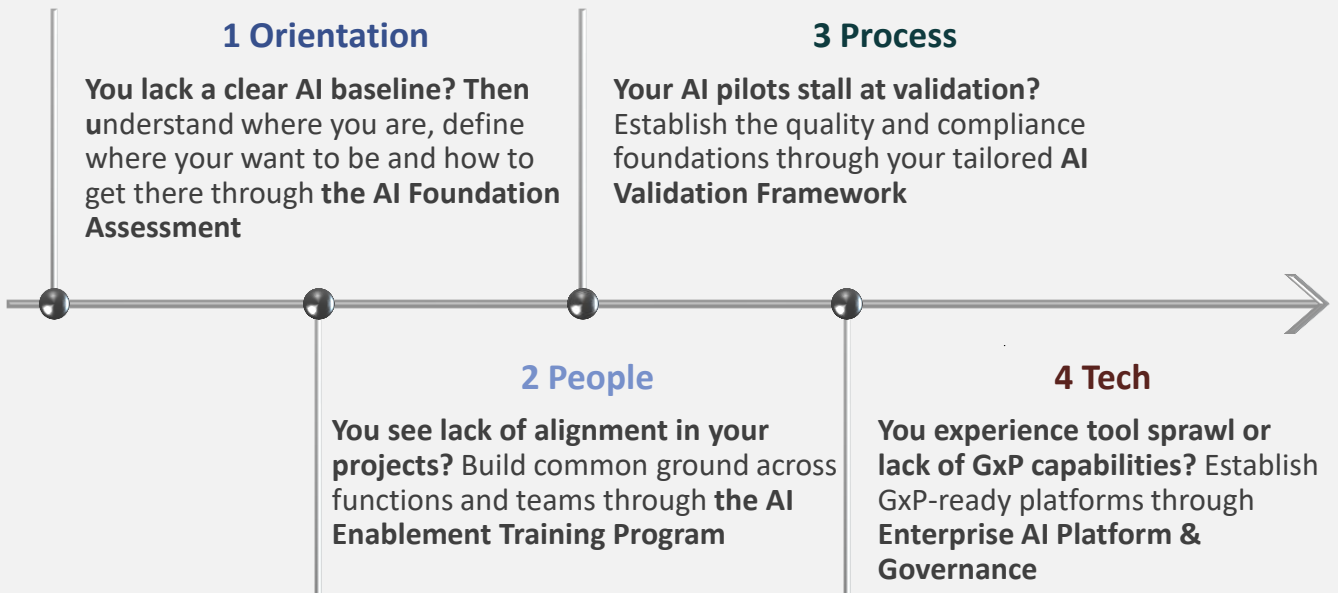 1 Orientation
You lack a clear AI baseline? Then
understand where you are, define
where your want to be and how to
get there through the AI Foundation
Assessment
3 Process
Your AI pilots stall at validation?
Establish the quality and compliance
foundations through your tailored AI
Validation Framework
2 People
You see lack of alignment in your
projects? Build common ground across
functions and teams through the AI
Enablement Training Program
4 Tech
You experience tool sprawl or
lack of GxP capabilities? Establish
GxP-ready platforms through
Enterprise AI Platform &
Governance